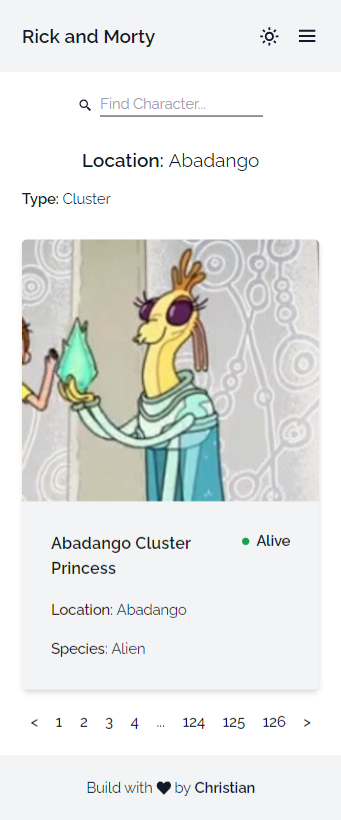 Rick and Morty
Find Character...
Location: Abadango
Type: Cluster
Abadango Cluster
Princess
Alive
Location: Abadango
Species: Alien
< 1 2 3 4 ... 124 125 126 >
Build with 🖤 by Christian